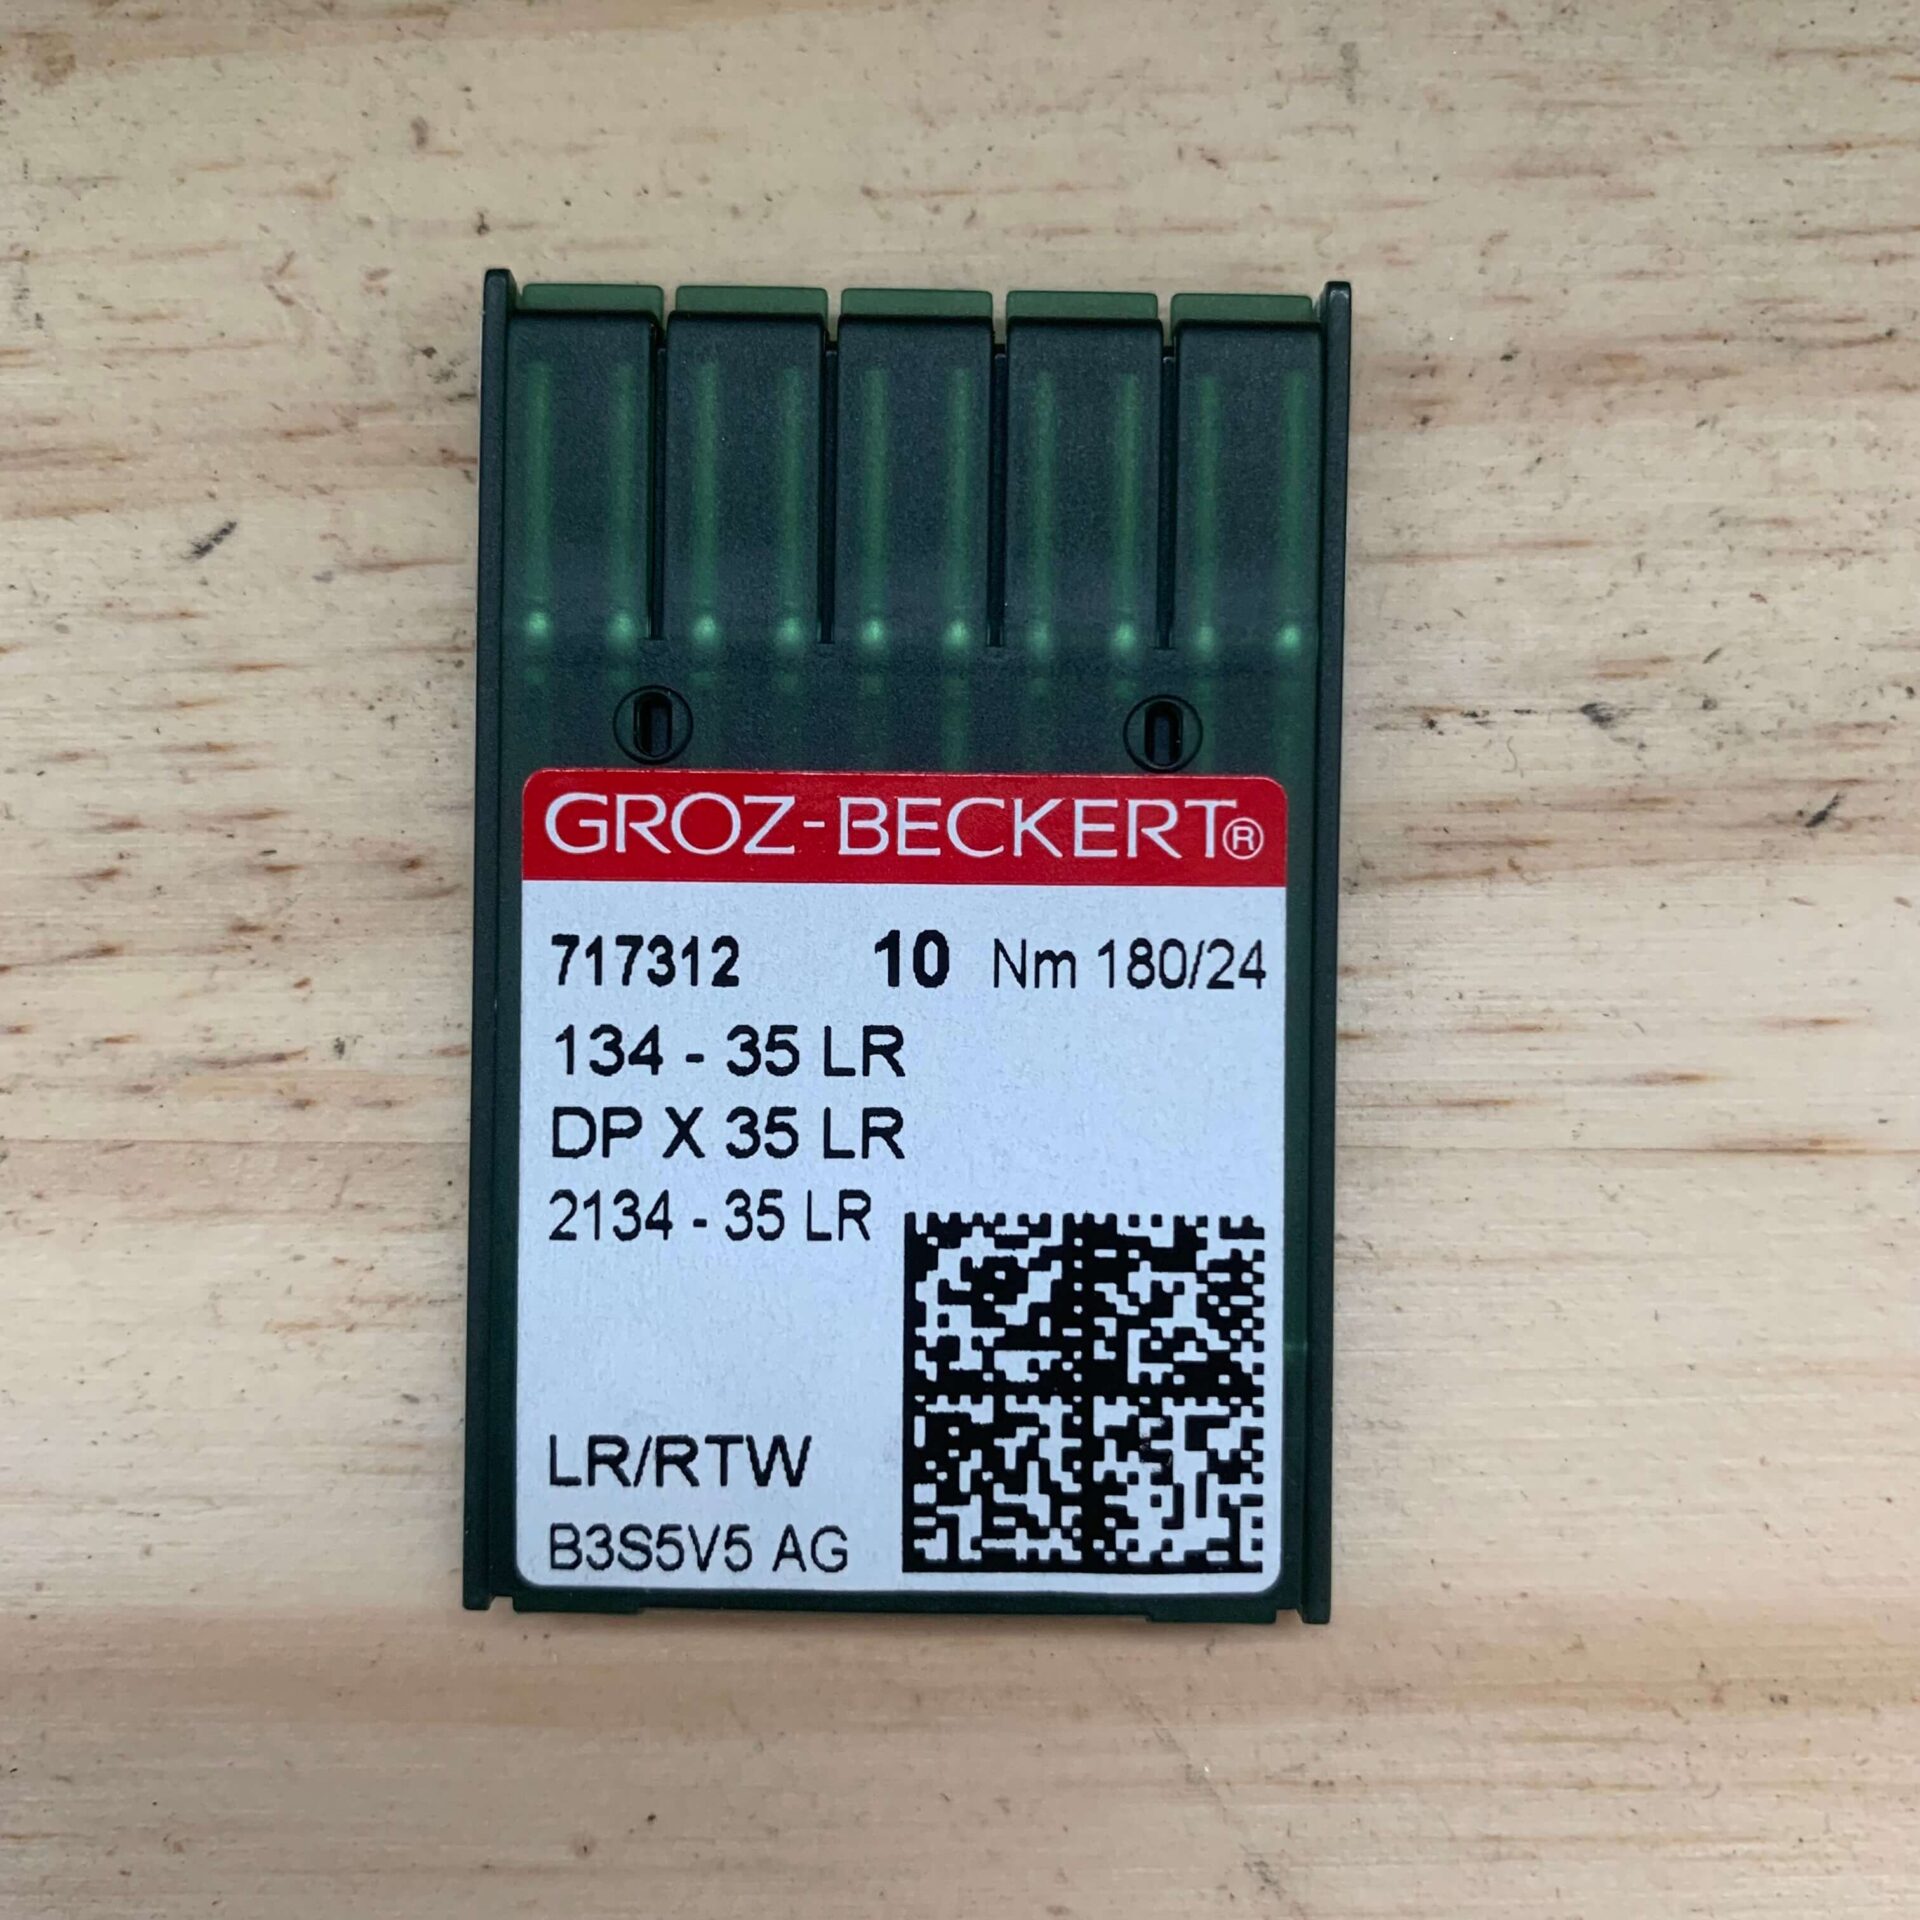 GROZ-BECKERT®
717312 10 Nm 180/24
134 - 35 LR
DP X 35 LR
2134 - 35 LR
LR/RTW
B3S5V5 AG